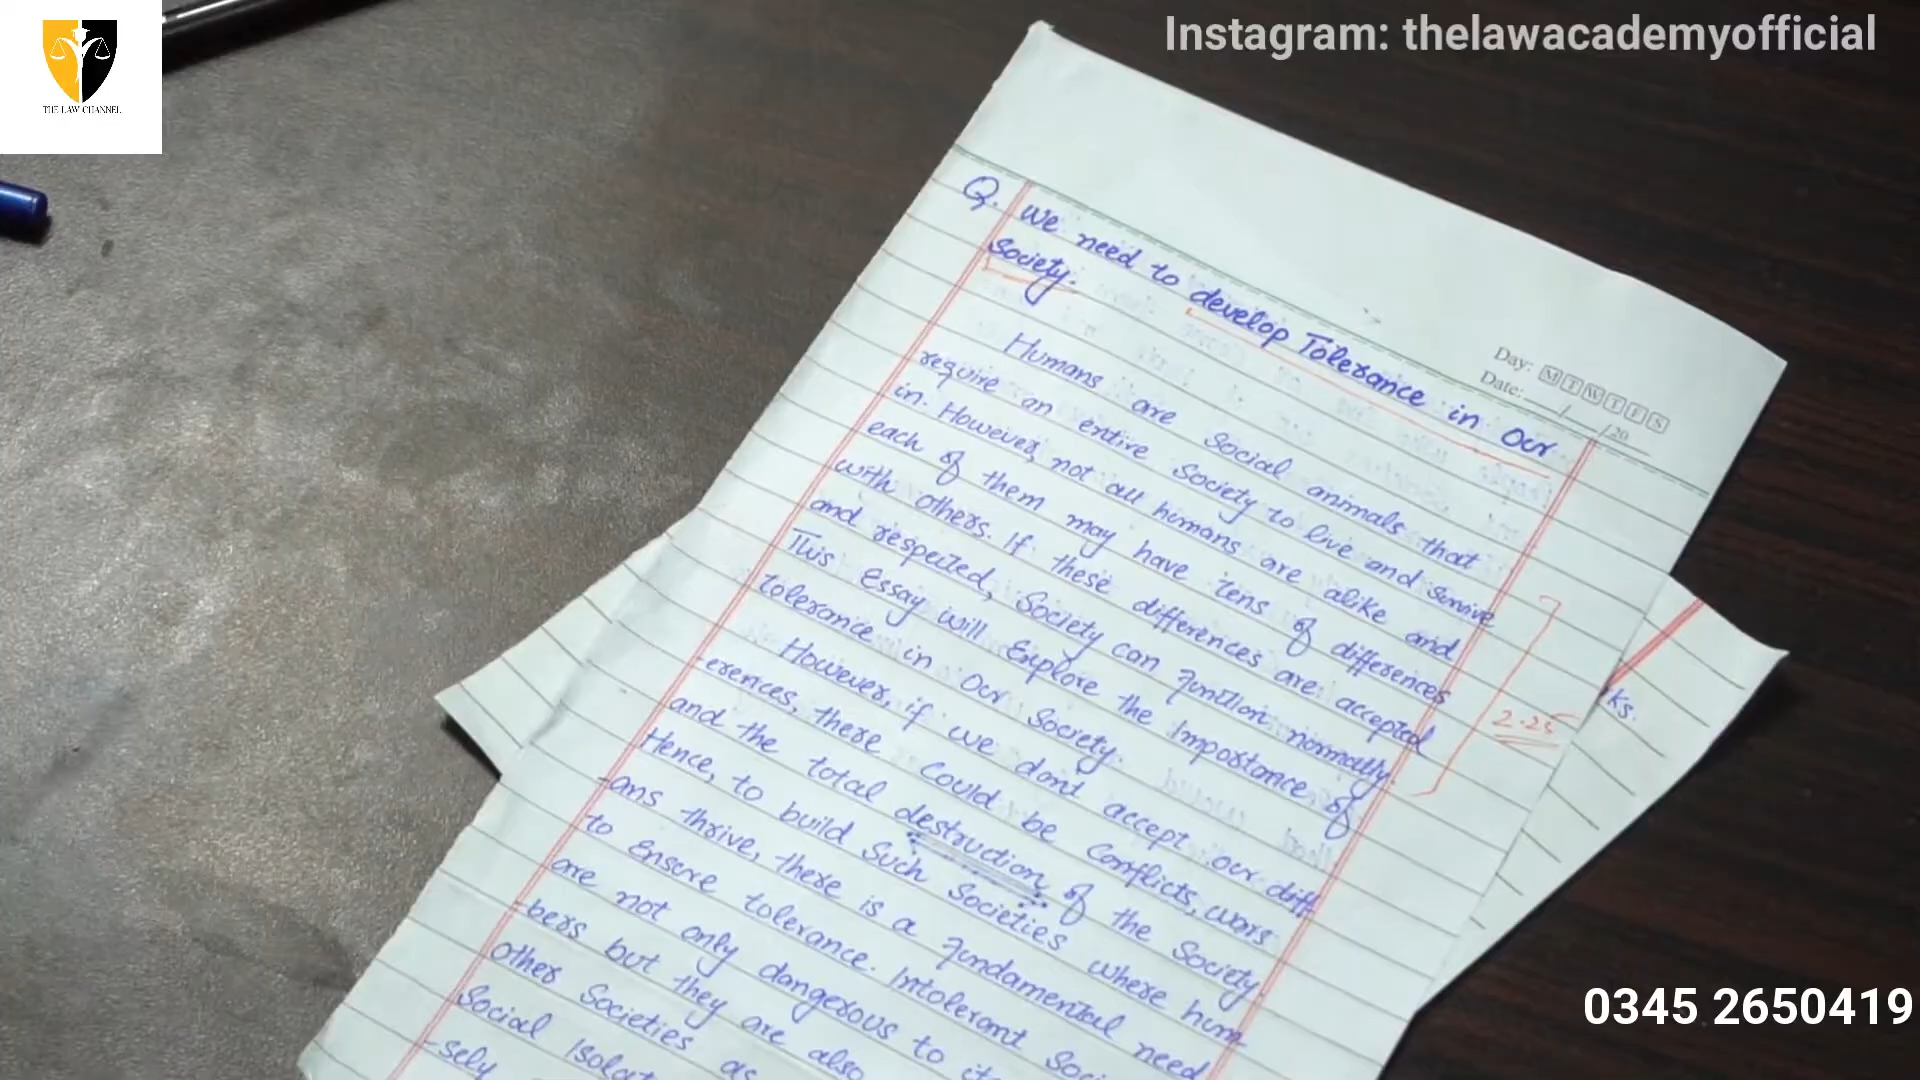 THE LAW CHANNEL
Instagram: thelawacademyofficial
Day: M T W T F S
Date: / /20
Q. We need to develop Tolerance in Our
Society.
Humans are Social animals that
require an entire Society to live and survive
in. However, not all humans are alike and
each of them may have tens of differences
with others. If these differences are accepted
and respected, Society can function normally.
This Essay will Explore the Importance of
tolerance in Our Society.
However, if we dont accept our diff-
-erences, there could be Conflicts, wars
and the total destruction of the Society.
Hence, to build Such Societies where hum-
-ans thrive, there is a fundamental need
to Ensure tolerance. Intolerant Soci
are not only dangerous to its
-bers but they are also
Other Societies as
Social Isolat
-sely
2.25
ks.
0345 2650419